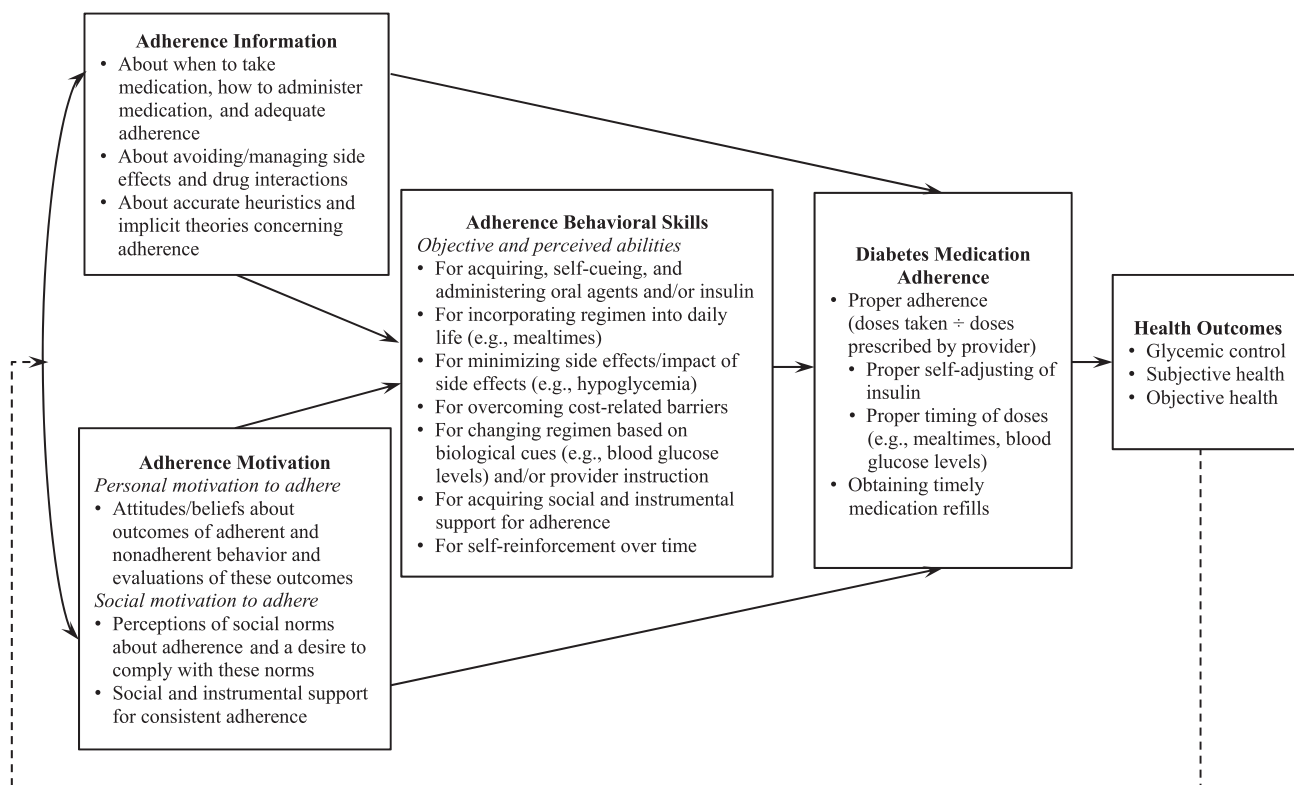 Adherence Information
• About when to take
medication, how to administer
medication, and adequate
adherence
• About avoiding/managing side
effects and drug interactions
• About accurate heuristics and
implicit theories concerning
adherence
Adherence Motivation
Personal motivation to adhere
• Attitudes/beliefs about
outcomes of adherent and
nonadherent behavior and
evaluations of these outcomes
Social motivation to adhere
• Perceptions of social norms
about adherence and a desire to
comply with these norms
• Social and instrumental support
for consistent adherence
Adherence Behavioral Skills
Objective and perceived abilities
• For acquiring, self-cueing, and
administering oral agents and/or insulin
• For incorporating regimen into daily
life (e.g., mealtimes)
• For minimizing side effects/impact of
side effects (e.g., hypoglycemia)
• For overcoming cost-related barriers
• For changing regimen based on
biological cues (e.g., blood glucose
levels) and/or provider instruction
• For acquiring social and instrumental
support for adherence
• For self-reinforcement over time
Diabetes Medication
Adherence
• Proper adherence
(doses taken ÷ doses
prescribed by provider)
• Proper self-adjusting of
insulin
• Proper timing of doses
(e.g., mealtimes, blood
glucose levels)
• Obtaining timely
medication refills
Health Outcomes
• Glycemic control
• Subjective health
• Objective health